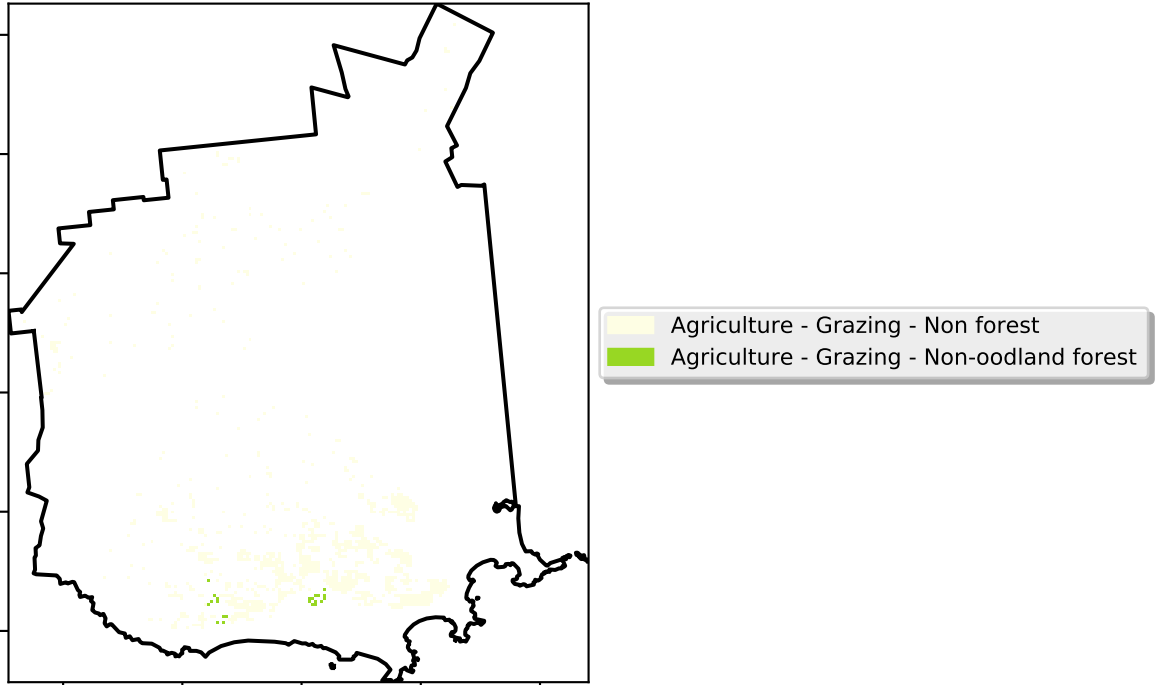 Agriculture - Grazing - Non forest
Agriculture - Grazing - Non-oodland forest